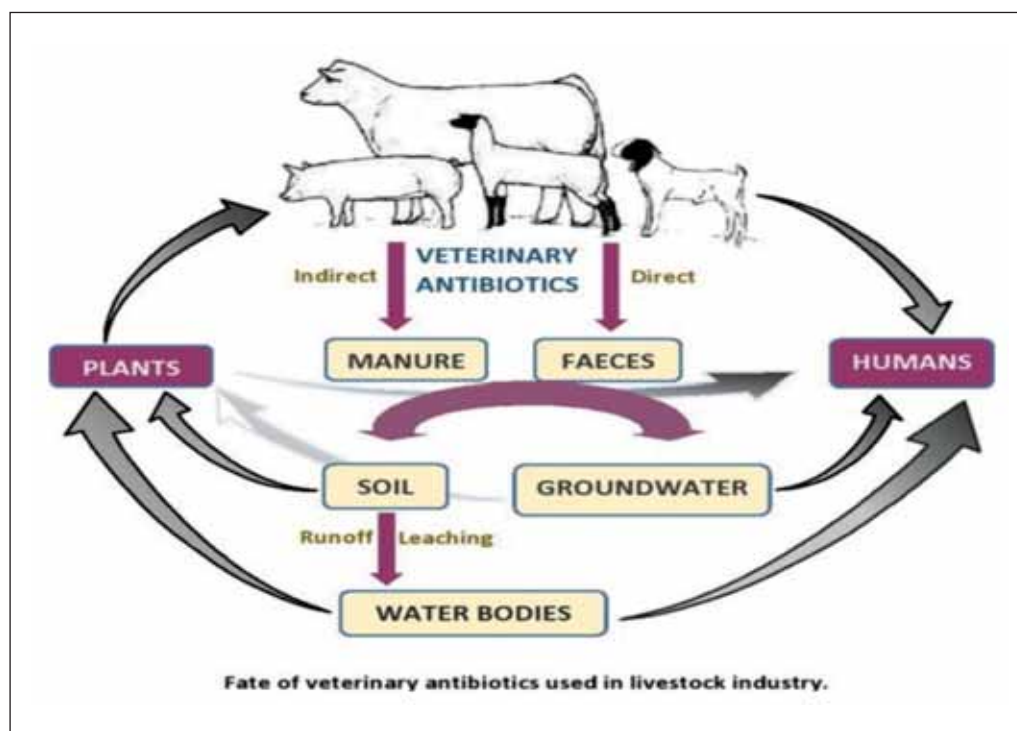 VETERINARY
ANTIBIOTICS
Indirect
Direct
MANURE
FAECES
PLANTS
HUMANS
SOIL
GROUNDWATER
Runoff
Leaching
WATER BODIES
Fate of veterinary antibiotics used in livestock industry.